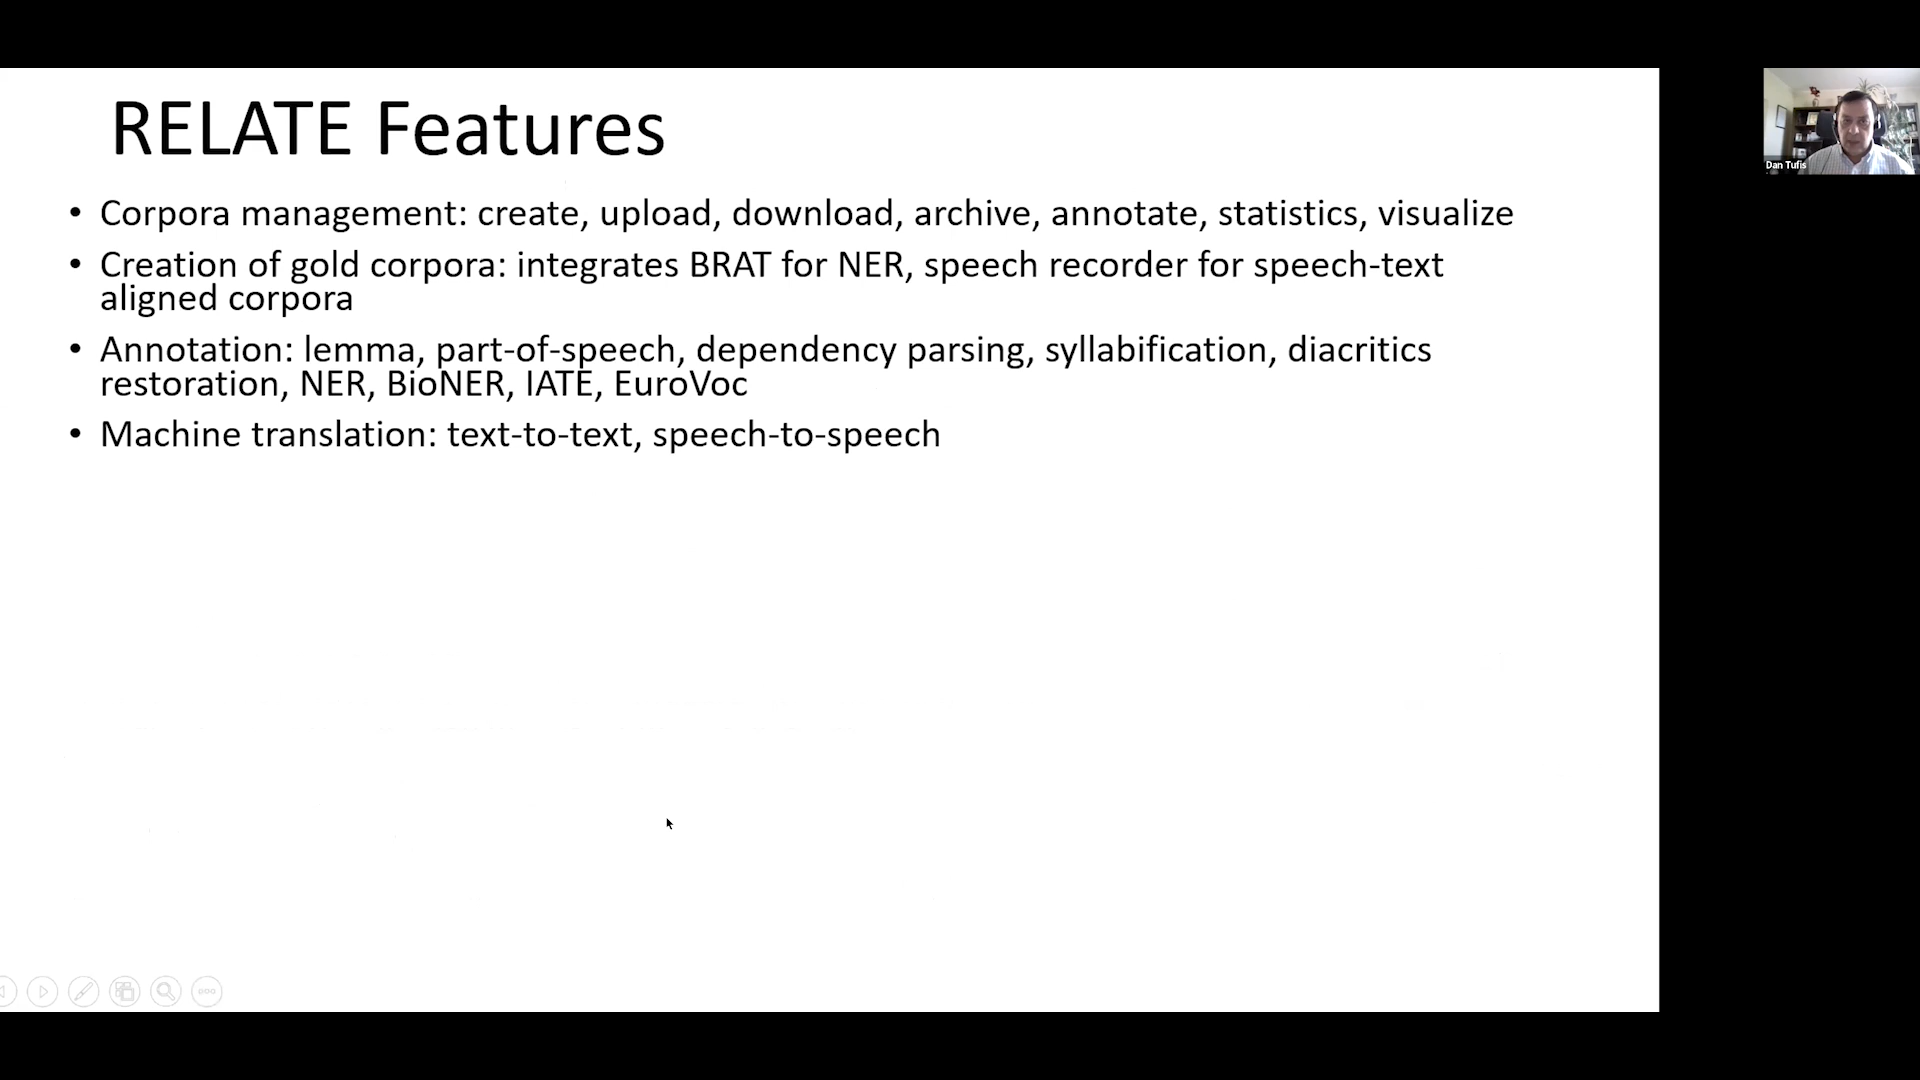 RELATE Features
• Corpora management: create, upload, download, archive, annotate, statistics, visualize
• Creation of gold corpora: integrates BRAT for NER, speech recorder for speech-text
aligned corpora
• Annotation: lemma, part-of-speech, dependency parsing, syllabification, diacritics
restoration, NER, BioNER, IATE, EuroVoc
• Machine translation: text-to-text, speech-to-speech
Dan Tufis